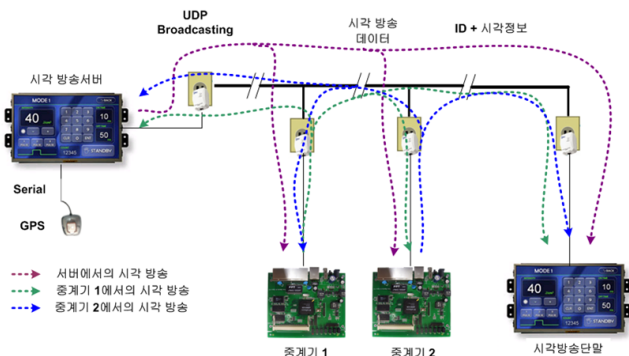 UDP
Broadcasting
시각 방송
데이터
ID + 시각정보
시각 방송서버
MODE 1
40
10
50
12345
STANDBY
Serial
GPS
서버에서의 시각 방송
중계기 1에서의 시각 방송
중계기 2에서의 시각 방송
MODE 1
40
10
50
12345
STANDBY
중계기 1
중계기 2
시각방송단말